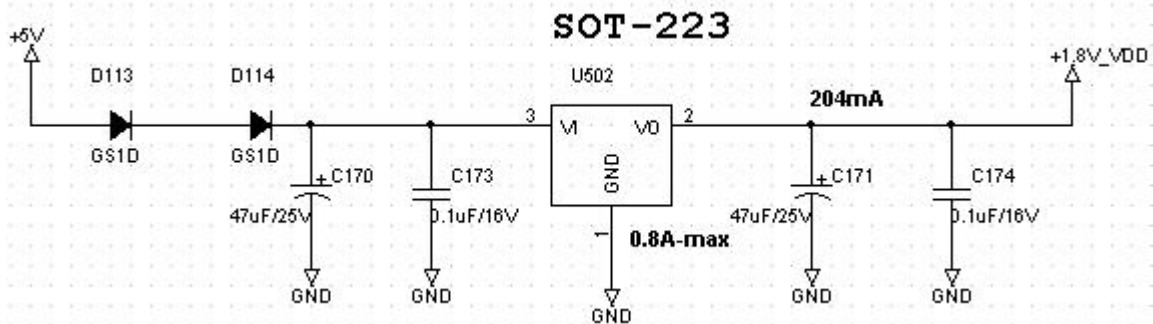 SOT-223
+5V
+1.8V_VDD
D113
D114
U502
204mA
3
VI
VO
2
GS1D
GS1D
GND
+
C170
C173
+
C171
C174
47uF/25V
0.1uF/16V
47uF/25V
0.1uF/16V
1
0.8A-max
GND
GND
GND
GND
GND